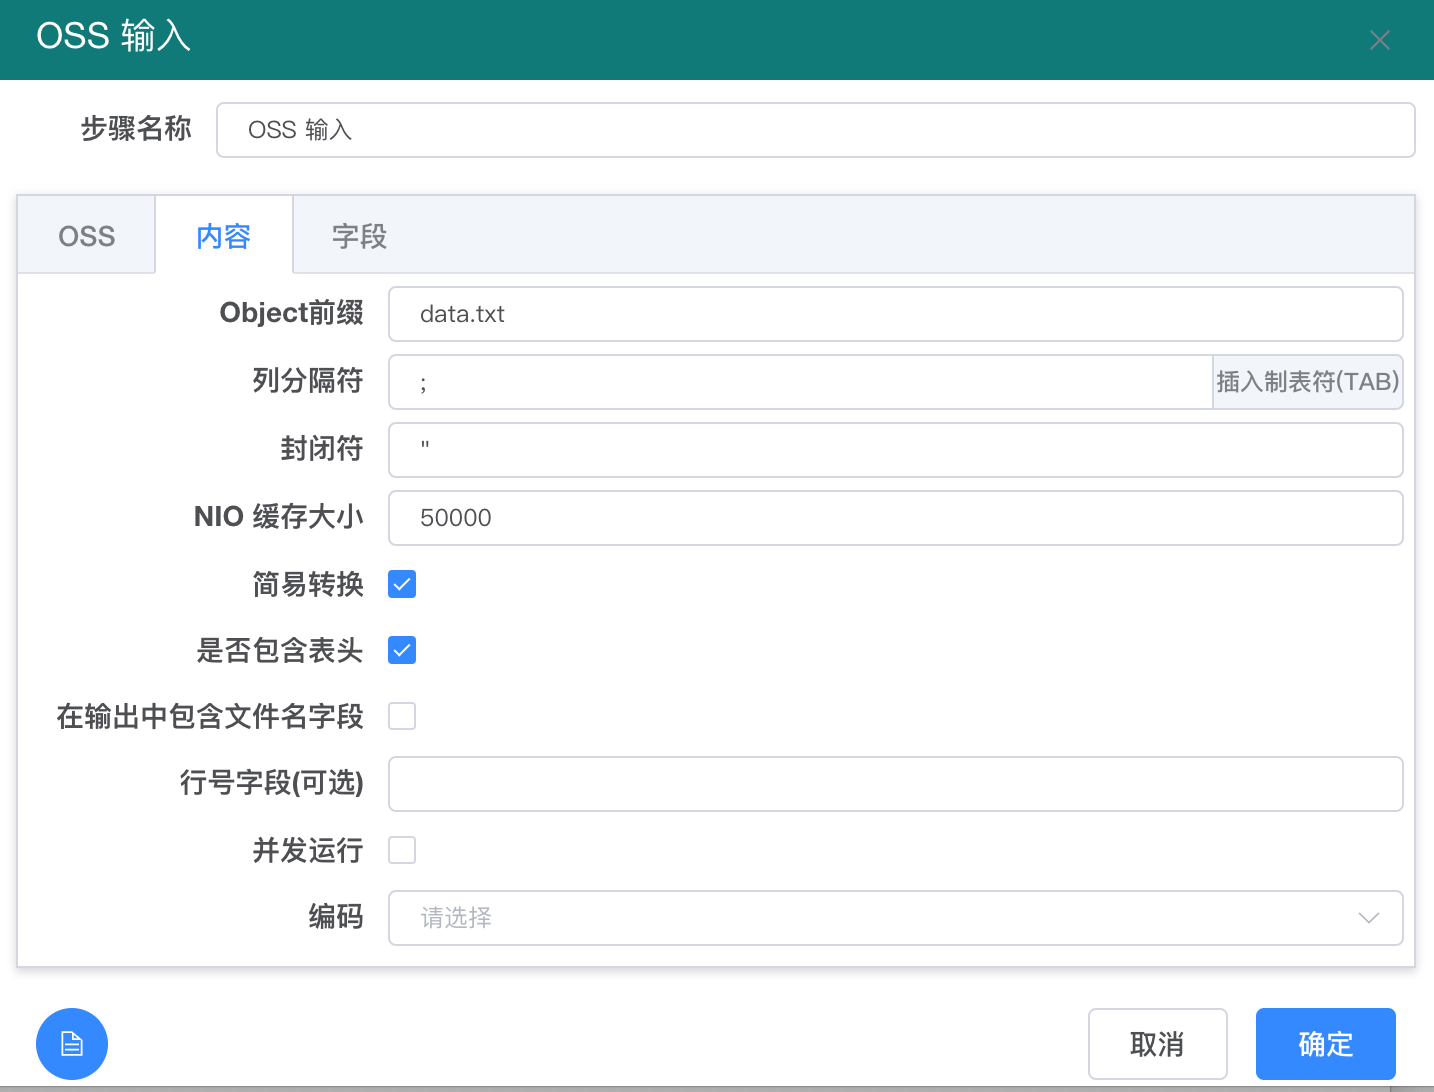 OSS 输入
步骤名称
OSS 输入
OSS
内容
字段
Object前缀
data.txt
列分隔符
;
插入制表符(TAB)
封闭符
"
NIO 缓存大小
50000
简易转换
是否包含表头
在输出中包含文件名字段
行号字段(可选)
并发运行
编码
请选择
取消
确定